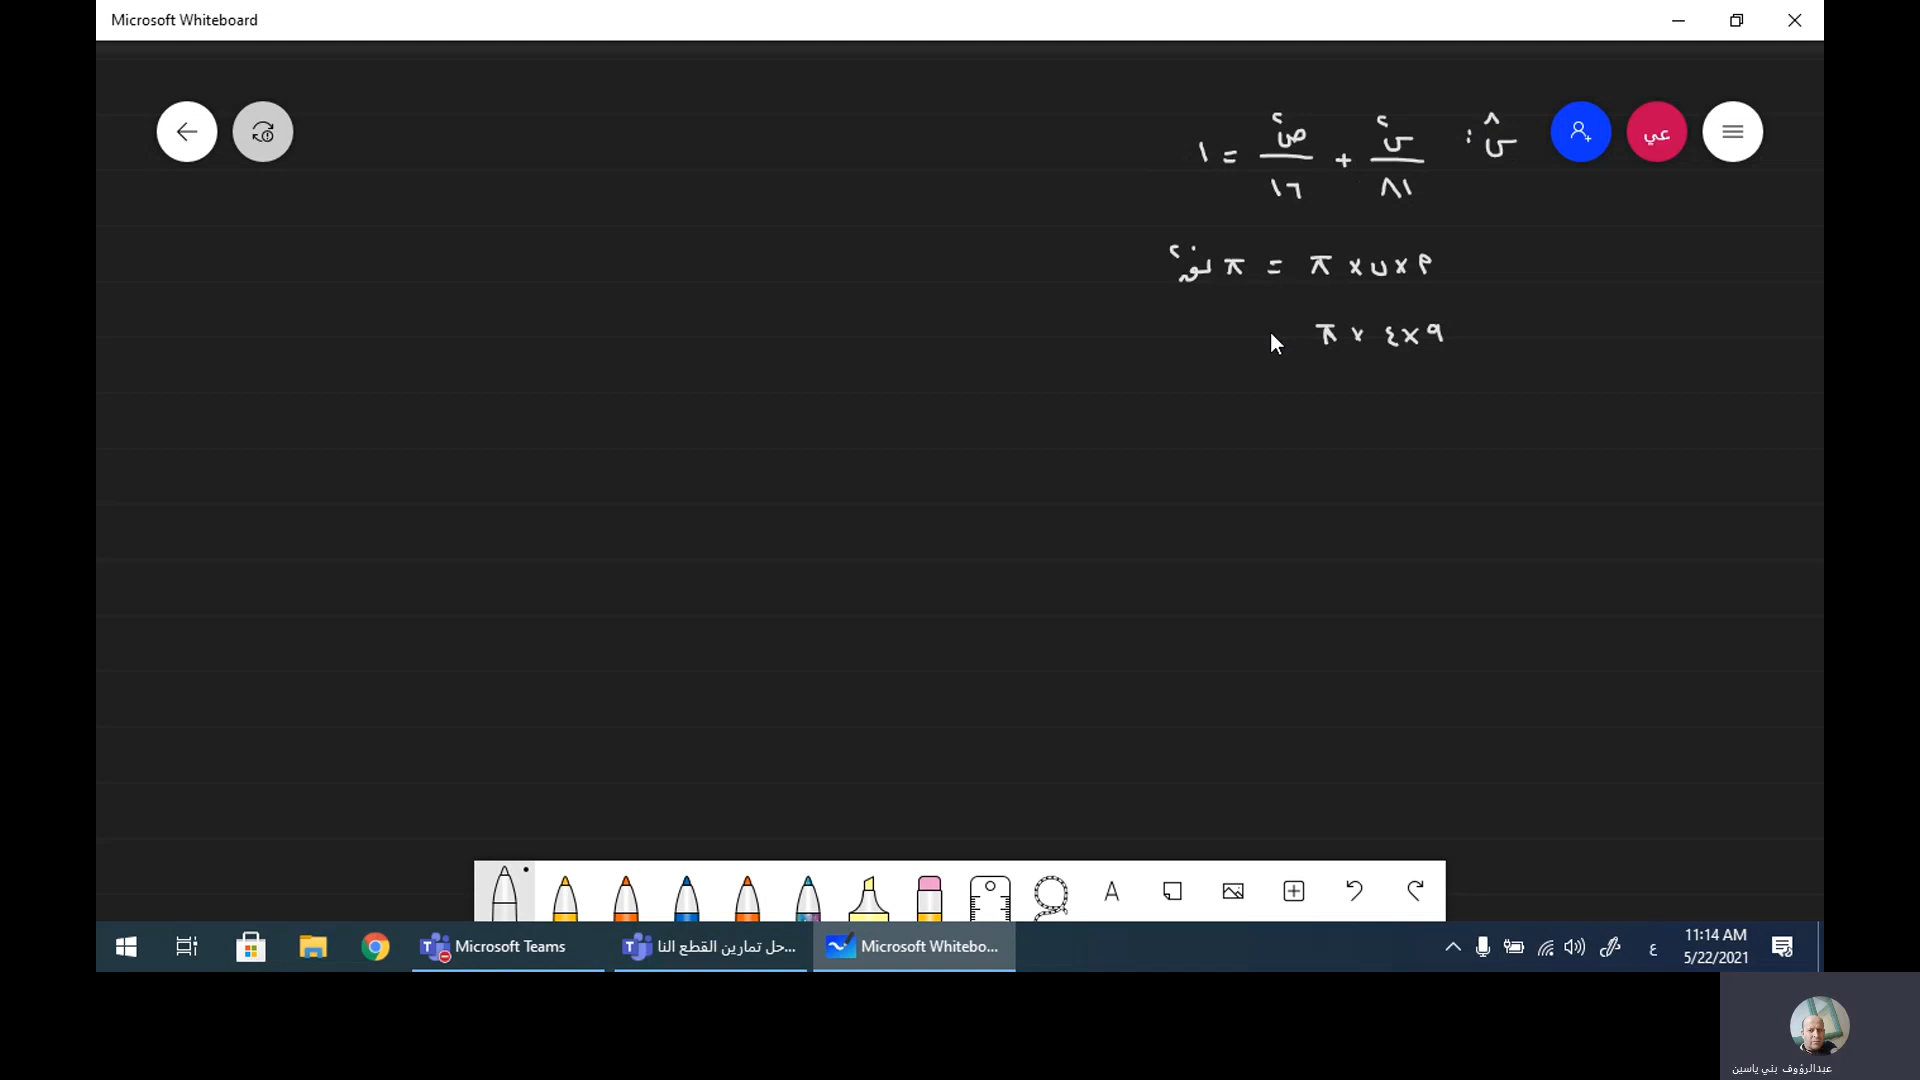 Microsoft Whiteboard
س٨ : س٢/٨١ + ص٢/١٦ = ١
عي
π × ب × أ = π نق٢
π × ٤ × ٩
A
Microsoft Teams
حل تمارين القطع النا...
Microsoft Whitebo...
ع
11:14 AM
5/22/2021
عبدالرؤوف بني ياسين